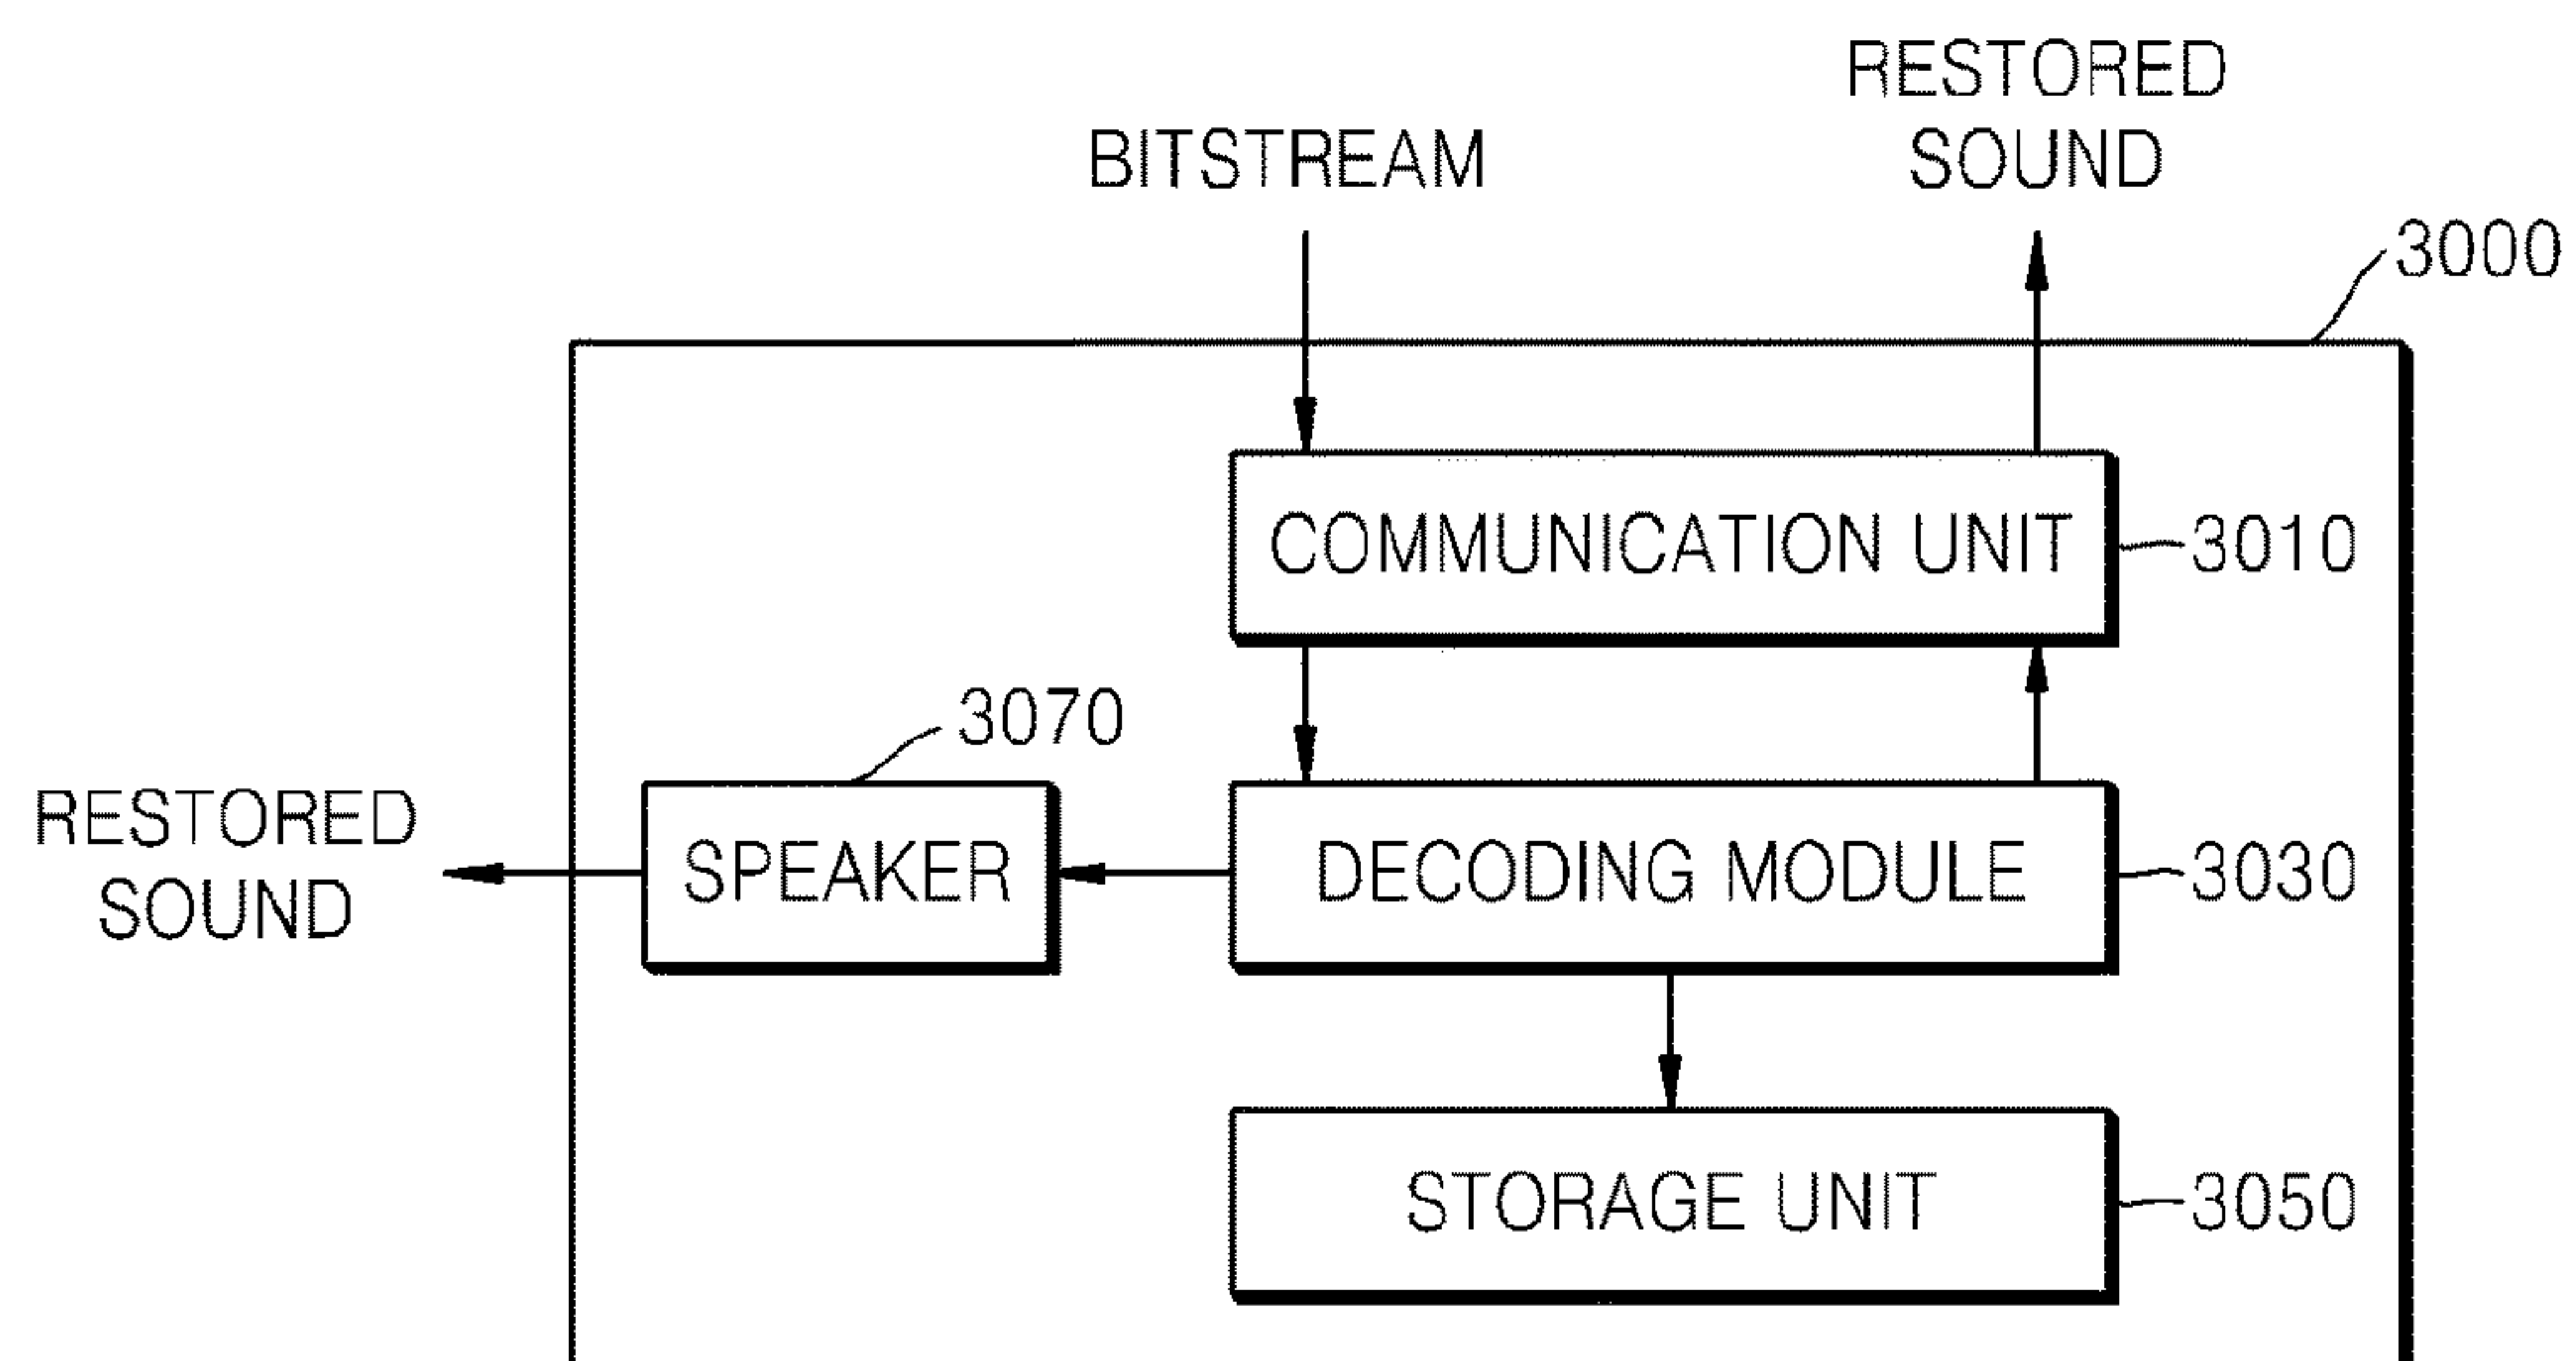 RESTORED
SOUND
BITSTREAM
3000
COMMUNICATION UNIT
3010
3070
RESTORED
SOUND
SPEAKER
DECODING MODULE
3030
STORAGE UNIT
3050